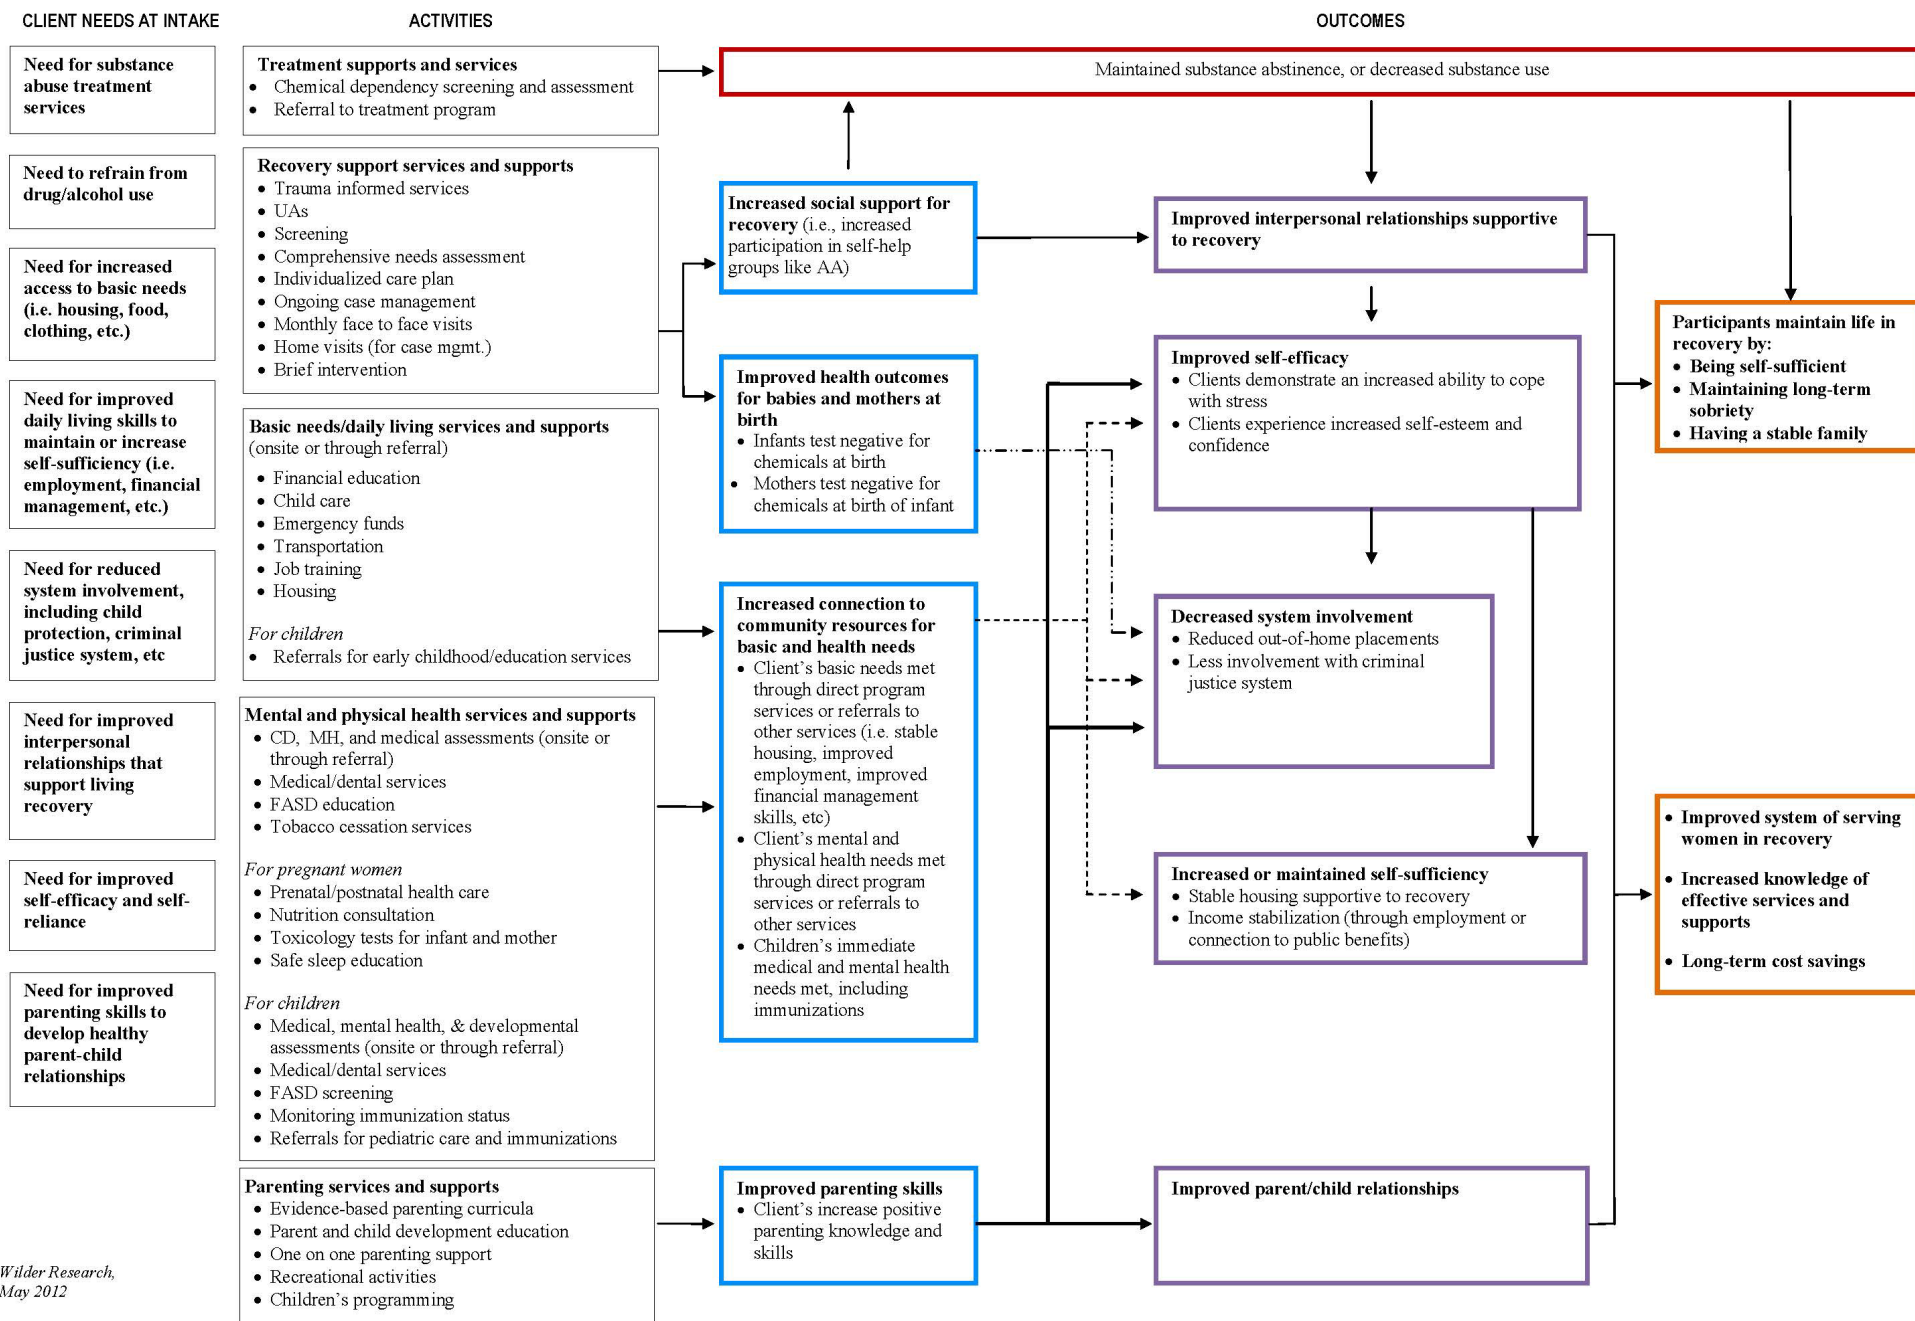 CLIENT NEEDS AT INTAKE
ACTIVITIES
OUTCOMES
Need for substance
abuse treatment
services
Need to refrain from
drug/alcohol use
Need for increased
access to basic needs
(i.e. housing, food,
clothing, etc.)
Need for improved
daily living skills to
maintain or increase
self-sufficiency (i.e.
employment, financial
management, etc.)
Need for reduced
system involvement,
including child
protection, criminal
justice system, etc
Need for improved
interpersonal
relationships that
support living
recovery
Need for improved
self-efficacy and self-
reliance
Need for improved
parenting skills to
develop healthy
parent-child
relationships
Wilder Research,
May 2012
Treatment supports and services
• Chemical dependency screening and assessment
• Referral to treatment program
Recovery support services and supports
• Trauma informed services
• UAs
• Screening
• Comprehensive needs assessment
• Individualized care plan
• Ongoing case management
• Monthly face to face visits
• Home visits (for case mgmt.)
• Brief intervention
Basic needs/daily living services and supports
(onsite or through referral)
• Financial education
• Child care
• Emergency funds
• Transportation
• Job training
• Housing
For children
• Referrals for early childhood/education services
Mental and physical health services and supports
• CD, MH, and medical assessments (onsite or
through referral)
• Medical/dental services
• FASD education
• Tobacco cessation services
For pregnant women
• Prenatal/postnatal health care
• Nutrition consultation
• Toxicology tests for infant and mother
• Safe sleep education
For children
• Medical, mental health, & developmental
assessments (onsite or through referral)
• Medical/dental services
• FASD screening
• Monitoring immunization status
• Referrals for pediatric care and immunizations
Parenting services and supports
• Evidence-based parenting curricula
• Parent and child development education
• One on one parenting support
• Recreational activities
• Children's programming
Maintained substance abstinence, or decreased substance use
Increased social support for
recovery (i.e., increased
participation in self-help
groups like AA)
Improved health outcomes
for babies and mothers at
birth
• Infants test negative for
chemicals at birth
• Mothers test negative for
chemicals at birth of infant
Increased connection to
community resources for
basic and health needs
• Client's basic needs met
through direct program
services or referrals to
other services (i.e. stable
housing, improved
employment, improved
financial management
skills, etc)
• Client's mental and
physical health needs met
through direct program
services or referrals to
other services
• Children's immediate
medical and mental health
needs met, including
immunizations
Improved parenting skills
• Client's increase positive
parenting knowledge and
skills
Improved interpersonal relationships supportive
to recovery
Improved self-efficacy
• Clients demonstrate an increased ability to cope
with stress
• Clients experience increased self-esteem and
confidence
Decreased system involvement
• Reduced out-of-home placements
• Less involvement with criminal
justice system
Increased or maintained self-sufficiency
• Stable housing supportive to recovery
• Income stabilization (through employment or
connection to public benefits)
Improved parent/child relationships
Participants maintain life in
recovery by:
• Being self-sufficient
• Maintaining long-term
sobriety
• Having a stable family
• Improved system of serving
women in recovery
• Increased knowledge of
effective services and
supports
• Long-term cost savings